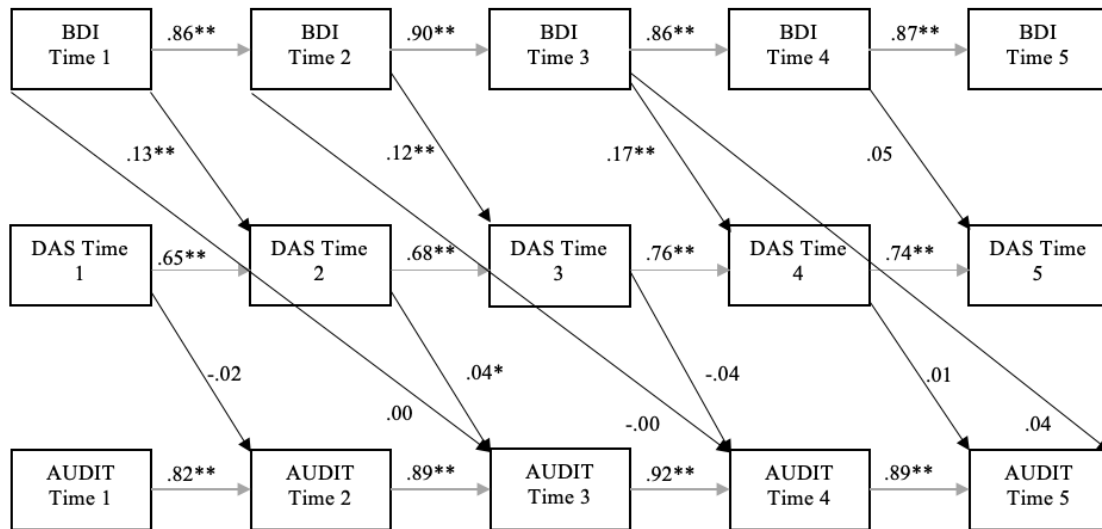 BDI
Time 1
.86**
BDI
Time 2
.90**
BDI
Time 3
.86**
BDI
Time 4
.87**
BDI
Time 5
.13**
.12**
.17**
.05
DAS Time
1
.65**
DAS Time
2
.68**
DAS Time
3
.76**
DAS Time
4
.74**
DAS Time
5
-.02
.04*
-.04
.01
.00
-.00
.04
AUDIT
Time 1
.82**
AUDIT
Time 2
.89**
AUDIT
Time 3
.92**
AUDIT
Time 4
.89**
AUDIT
Time 5